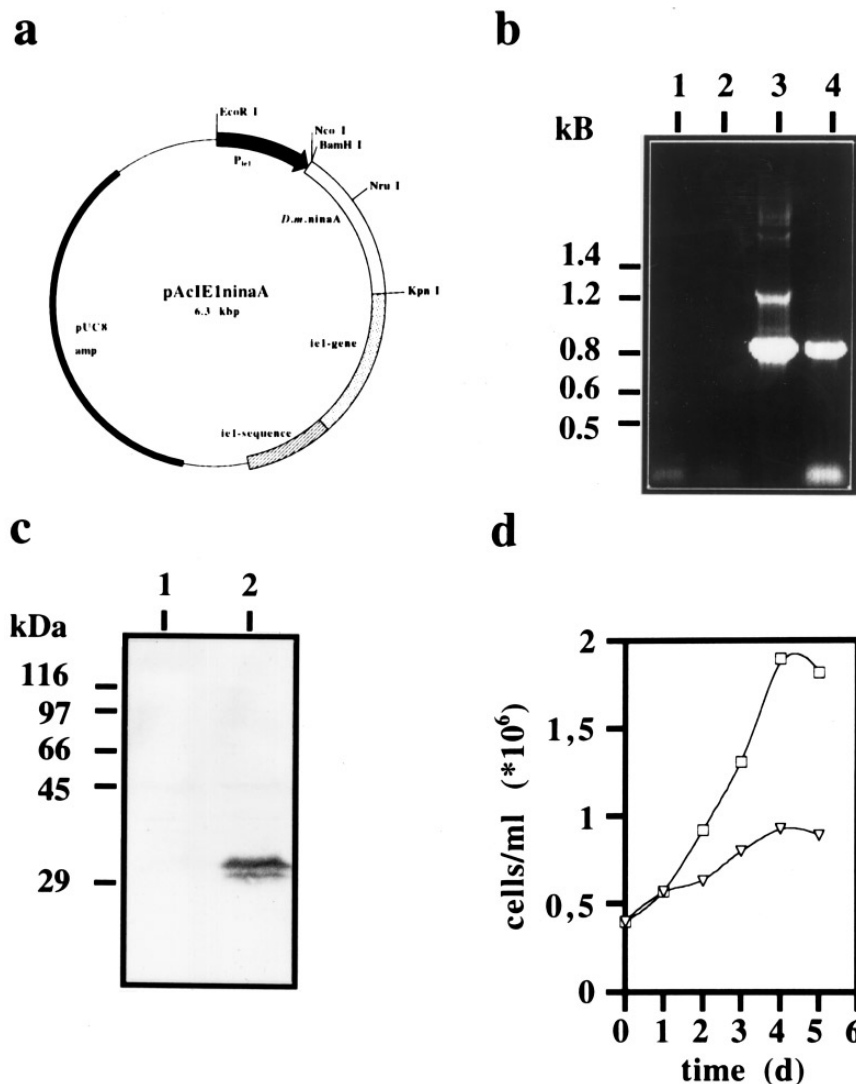 a
EcoR I
Nco I
BamH I
P ie1
Nru I
D.m.ninaA
pAcIE1ninaA
6.3 kbp
Kpn I
pUC8
amp
ie1-gene
ie1-sequence
b
1 2 3 4
kB
1.4
1.2
0.8
0.6
0.5
c
1 2
kDa
116
97
66
45
29
d
2
1,5
1
0,5
0
cells/ml (*10⁶)
0 1 2 3 4 5 6
time (d)